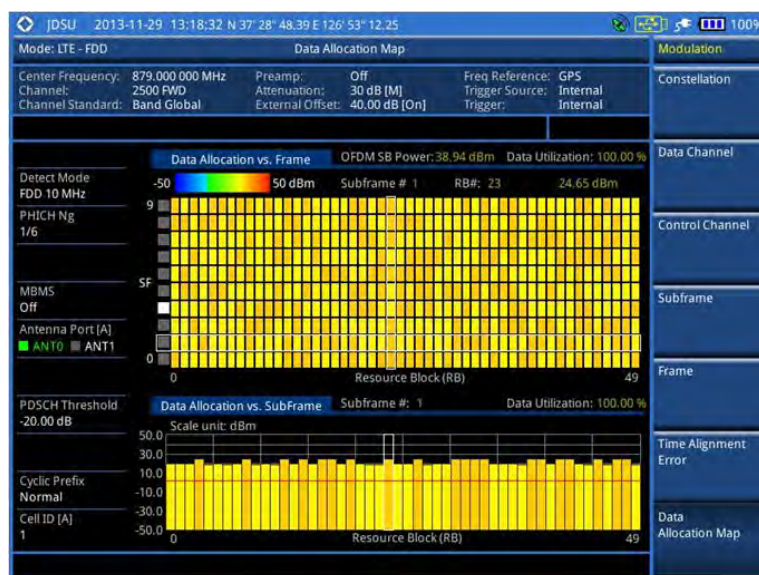 JDSU 2013-11-29 13:18:32 N 37' 28" 48.39 E 126' 53" 12.25 100%
Mode: LTE - FDD Data Allocation Map
Modulation
Center Frequency: 879.000 000 MHz Preamp: Off Freq Reference: GPS
Channel: 2500 FWD Attenuation: 30 dB [M] Trigger Source: Internal
Channel Standard: Band Global External Offset: 40.00 dB [On] Trigger: Internal
Constellation
Data Allocation vs. Frame OFDM SB Power: 38.94 dBm Data Utilization: 100.00 %
Data Channel
Detect Mode
FDD 10 MHz
-50 50 dBm Subframe # 1 RB#: 23 24.65 dBm
PHICH Ng
1/6
9
Control Channel
SF
MBMS
Off
Subframe
Antenna Port [A]
ANT0 ANT1
0
0 Resource Block (RB) 49
Frame
PDSCH Threshold
-20.00 dB
Data Allocation vs. SubFrame Subframe #: 1 Data Utilization: 100.00 %
Scale unit: dBm
50.0
30.0
10.0
-10.0
-30.0
-50.0
0 Resource Block (RB) 49
Time Alignment
Error
Cyclic Prefix
Normal
Cell ID [A]
1
Data
Allocation Map